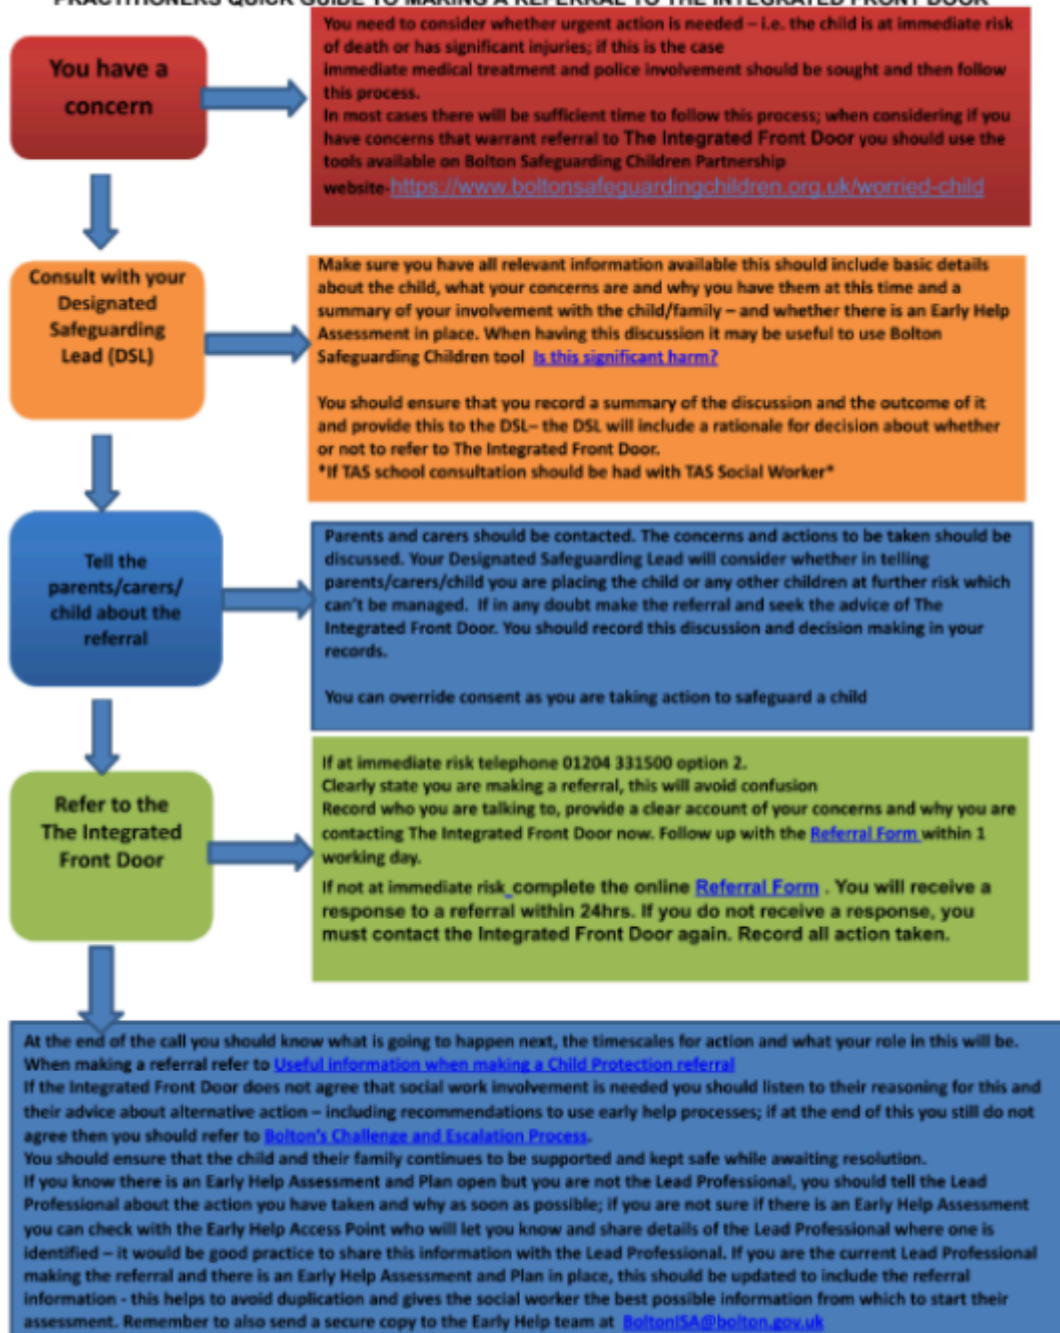 PRACTITIONERS QUICK GUIDE TO MAKING A REFERRAL TO THE INTEGRATED FRONT DOOR
You have a
concern
You need to consider whether urgent action is needed – i.e. the child is at immediate risk
of death or has significant injuries; if this is the case
immediate medical treatment and police involvement should be sought and then follow
this process.
In most cases there will be sufficient time to follow this process; when considering if you
have concerns that warrant referral to The Integrated Front Door you should use the
tools available on Bolton Safeguarding Children Partnership
website-https://www.boltonsafeguardingchildren.org.uk/worried-child
Consult with your
Designated
Safeguarding
Lead (DSL)
Make sure you have all relevant information available this should include basic details
about the child, what your concerns are and why you have them at this time and a
summary of your involvement with the child/family – and whether there is an Early Help
Assessment in place. When having this discussion it may be useful to use Bolton
Safeguarding Children tool Is this significant harm?
You should ensure that you record a summary of the discussion and the outcome of it
and provide this to the DSL– the DSL will include a rationale for decision about whether
or not to refer to The Integrated Front Door.
*If TAS school consultation should be had with TAS Social Worker*
Tell the
parents/carers/
child about the
referral
Parents and carers should be contacted. The concerns and actions to be taken should be
discussed. Your Designated Safeguarding Lead will consider whether in telling
parents/carers/child you are placing the child or any other children at further risk which
can't be managed. If in any doubt make the referral and seek the advice of The
Integrated Front Door. You should record this discussion and decision making in your
records.
You can override consent as you are taking action to safeguard a child
Refer to the
The Integrated
Front Door
If at immediate risk telephone 01204 331500 option 2.
Clearly state you are making a referral, this will avoid confusion
Record who you are talking to, provide a clear account of your concerns and why you are
contacting The Integrated Front Door now. Follow up with the Referral Form within 1
working day.
If not at immediate risk complete the online Referral Form . You will receive a
response to a referral within 24hrs. If you do not receive a response, you
must contact the Integrated Front Door again. Record all action taken.
At the end of the call you should know what is going to happen next, the timescales for action and what your role in this will be.
When making a referral refer to Useful information when making a Child Protection referral
If the Integrated Front Door does not agree that social work involvement is needed you should listen to their reasoning for this and
their advice about alternative action – including recommendations to use early help processes; if at the end of this you still do not
agree then you should refer to Bolton's Challenge and Escalation Process.
You should ensure that the child and their family continues to be supported and kept safe while awaiting resolution.
If you know there is an Early Help Assessment and Plan open but you are not the Lead Professional, you should tell the Lead
Professional about the action you have taken and why as soon as possible; if you are not sure if there is an Early Help Assessment
you can check with the Early Help Access Point who will let you know and share details of the Lead Professional where one is
identified – it would be good practice to share this information with the Lead Professional. If you are the current Lead Professional
making the referral and there is an Early Help Assessment and Plan in place, this should be updated to include the referral
information - this helps to avoid duplication and gives the social worker the best possible information from which to start their
assessment. Remember to also send a secure copy to the Early Help team at BoltonISA@bolton.gov.uk